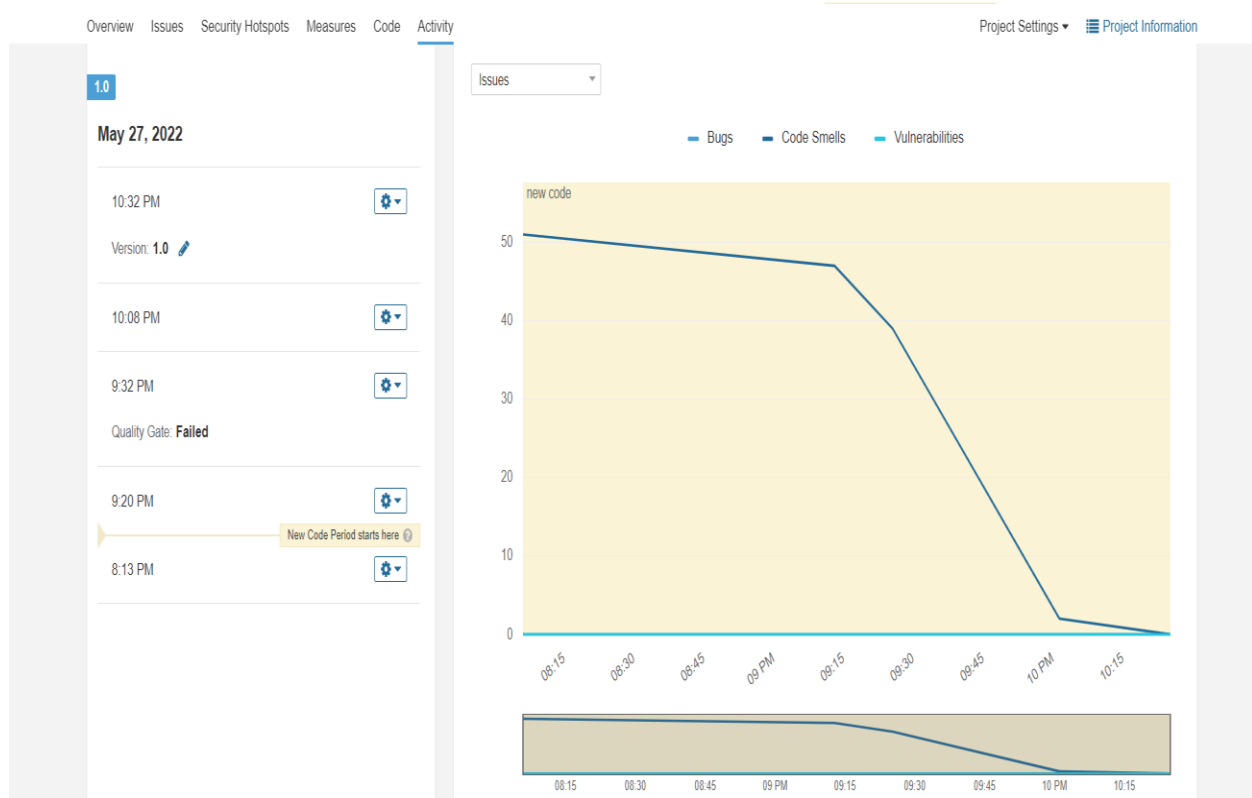 Overview Issues Security Hotspots Measures Code Activity Project Settings Project Information
1.0
May 27, 2022
10:32 PM
Version: 1.0
10:08 PM
9:32 PM
Quality Gate: Failed
9:20 PM
New Code Period starts here ?
8:13 PM
Issues
Bugs Code Smells Vulnerabilities
new code
50
40
30
20
10
0
08:15 08:30 08:45 09 PM 09:15 09:30 09:45 10 PM 10:15
08:15 08:30 08:45 09 PM 09:15 09:30 09:45 10 PM 10:15